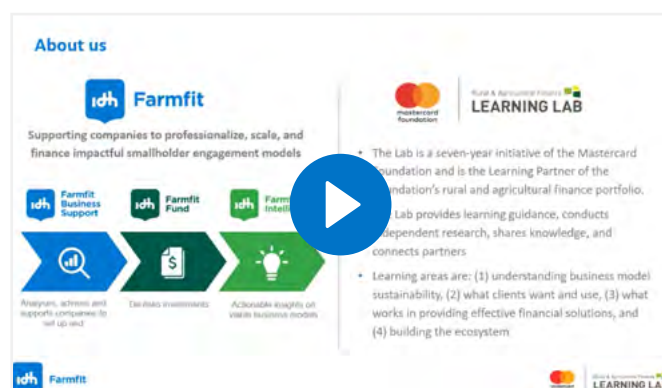 About us
idh Farmfit
Supporting companies to professionalize, scale, and
finance impactful smallholder engagement models
idh Farmfit
Business
Support
idh Farmfit
Fund
idh
Analyses, advises and
supports companies to
set up and
De-risks investments
Actionable insights on
viable business models
mastercard
foundation
Rural & Agricultural Finance
LEARNING LAB
• The Lab is a seven-year initiative of the Mastercard
Foundation and is the Learning Partner of the
Foundation's rural and agricultural finance portfolio.
Lab provides learning guidance, conducts
independent research, shares knowledge, and
connects partners
• Learning areas are: (1) understanding business model
sustainability, (2) what clients want and use, (3) what
works in providing effective financial solutions, and
(4) building the ecosystem
idh Farmfit
LEARNING LAB